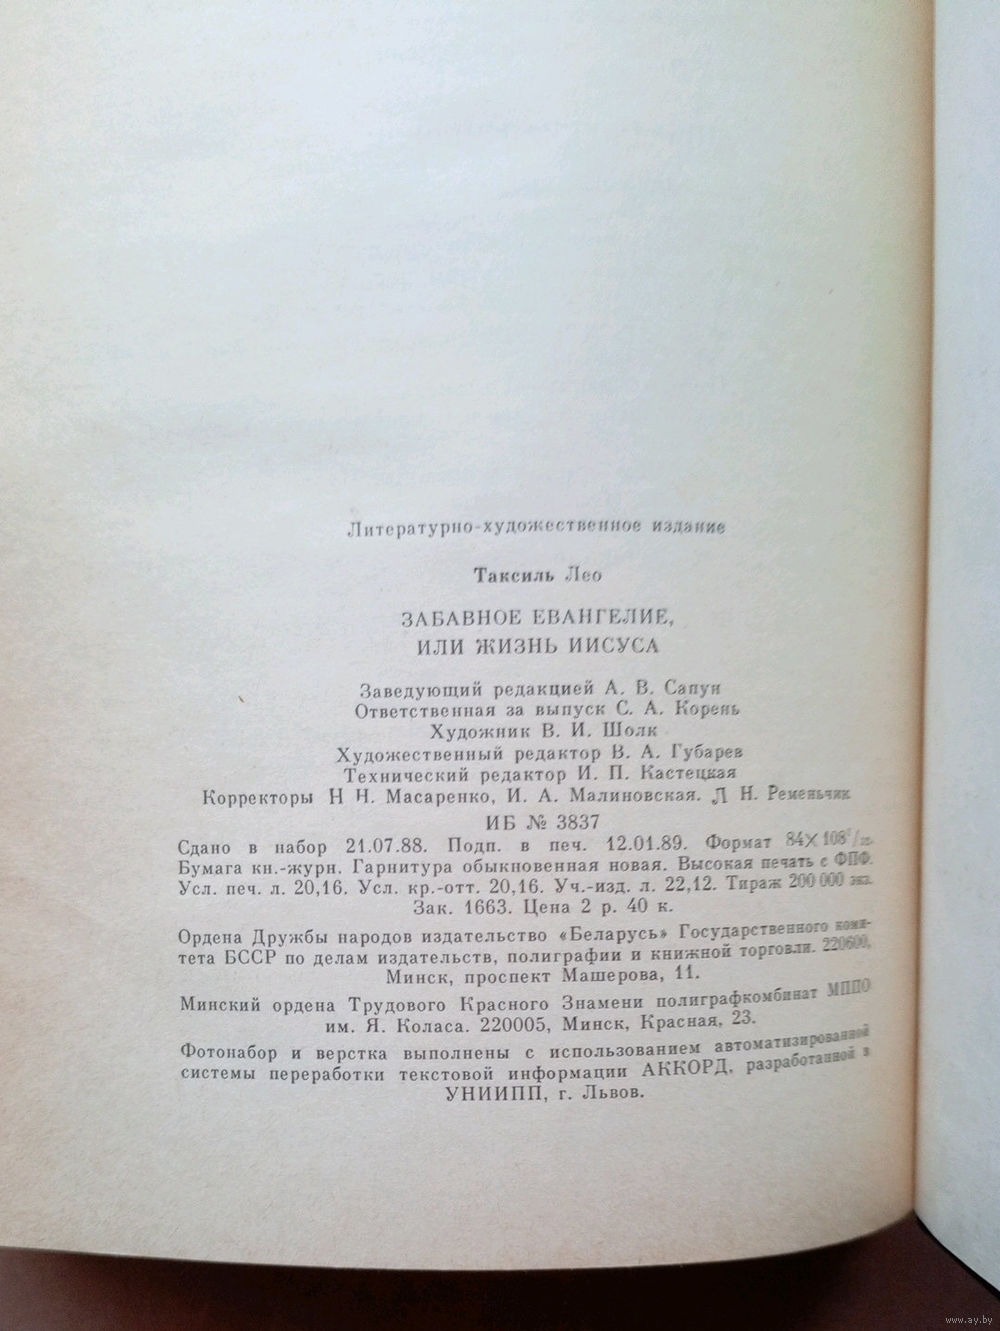 Литературно-художественное издание
Таксиль Лео
ЗАБАВНОЕ ЕВАНГЕЛИЕ,
ИЛИ ЖИЗНЬ ИИСУСА
Заведующий редакцией А. В. Сапун
Ответственная за выпуск С. А. Корень
Художник В. И. Шолк
Художественный редактор В. А. Губарев
Технический редактор И. П. Кастецкая
Корректоры Н Н. Масаренко, И. А. Малиновская. Л Н. Ременьчик
ИБ № 3837
Сдано в набор 21.07.88. Подп. в печ. 12.01.89. Формат 84×108¹/₃₂.
Бумага кн.-журн. Гарнитура обыкновенная новая. Высокая печать с ФПФ.
Усл. печ. л. 20,16. Усл. кр.-отт. 20,16. Уч.-изд. л. 22,12. Тираж 200 000 экз.
Зак. 1663. Цена 2 р. 40 к.
Ордена Дружбы народов издательство «Беларусь» Государственного коми-
тета БССР по делам издательств, полиграфии и книжной торговли. 220600,
Минск, проспект Машерова, 11.
Минский ордена Трудового Красного Знамени полиграфкомбинат МППО
им. Я. Коласа. 220005, Минск, Красная, 23.
Фотонабор и верстка выполнены с использованием автоматизированной
системы переработки текстовой информации АККОРД, разработанной в
УНИИПП, г. Львов.
www.ay.by